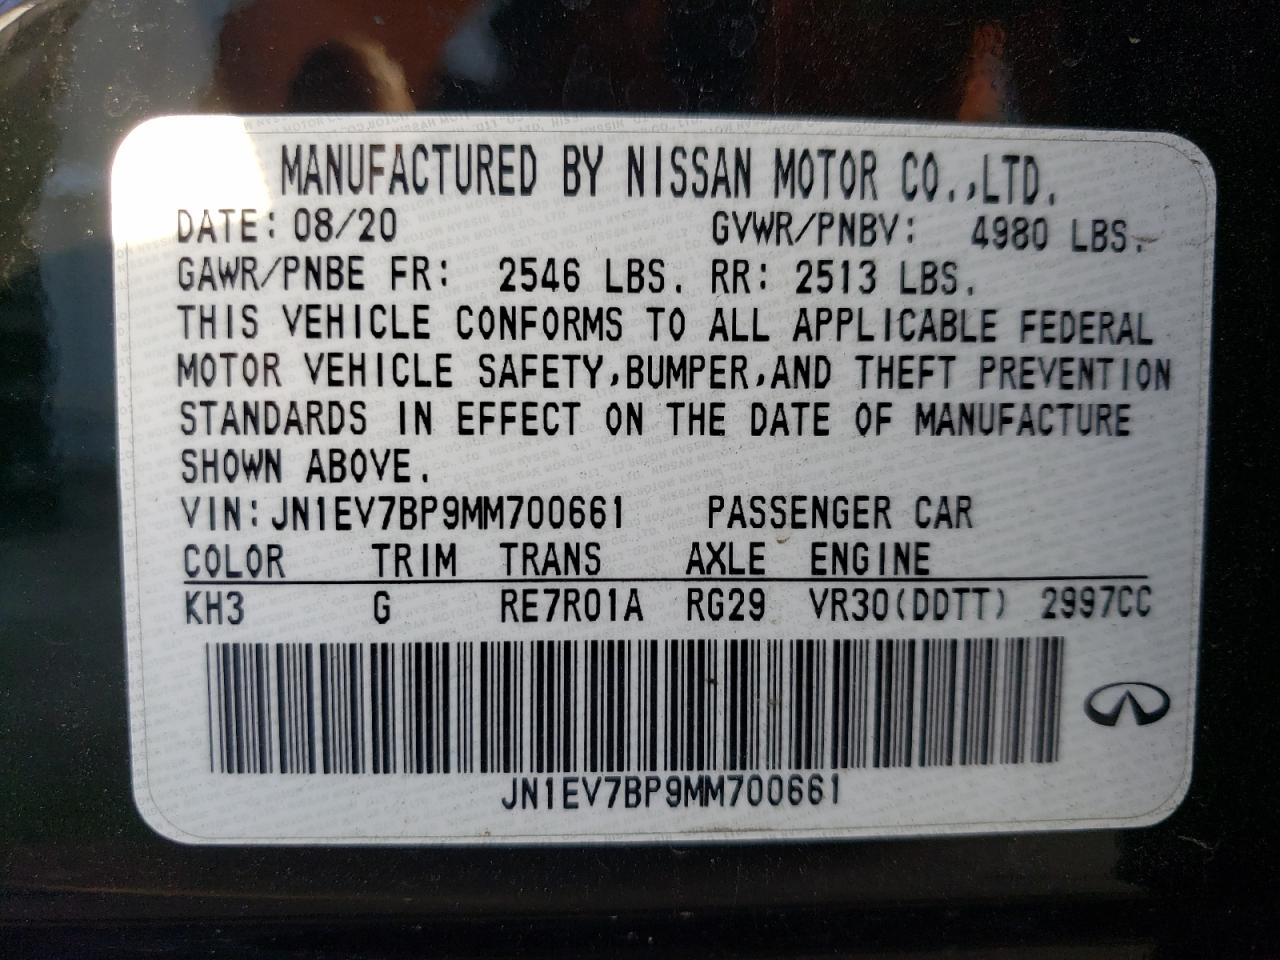 MANUFACTURED BY NISSAN MOTOR CO.,LTD.
DATE: 08/20 GVWR/PNBV: 4980 LBS.
GAWR/PNBE FR: 2546 LBS. RR: 2513 LBS.
THIS VEHICLE CONFORMS TO ALL APPLICABLE FEDERAL
MOTOR VEHICLE SAFETY,BUMPER,AND THEFT PREVENTION
STANDARDS IN EFFECT ON THE DATE OF MANUFACTURE
SHOWN ABOVE.
VIN:JN1EV7BP9MM700661 PASSENGER CAR
COLOR TRIM TRANS AXLE ENGINE
KH3 G RE7R01A RG29 VR30(DDTT) 2997CC
JN1EV7BP9MM700661